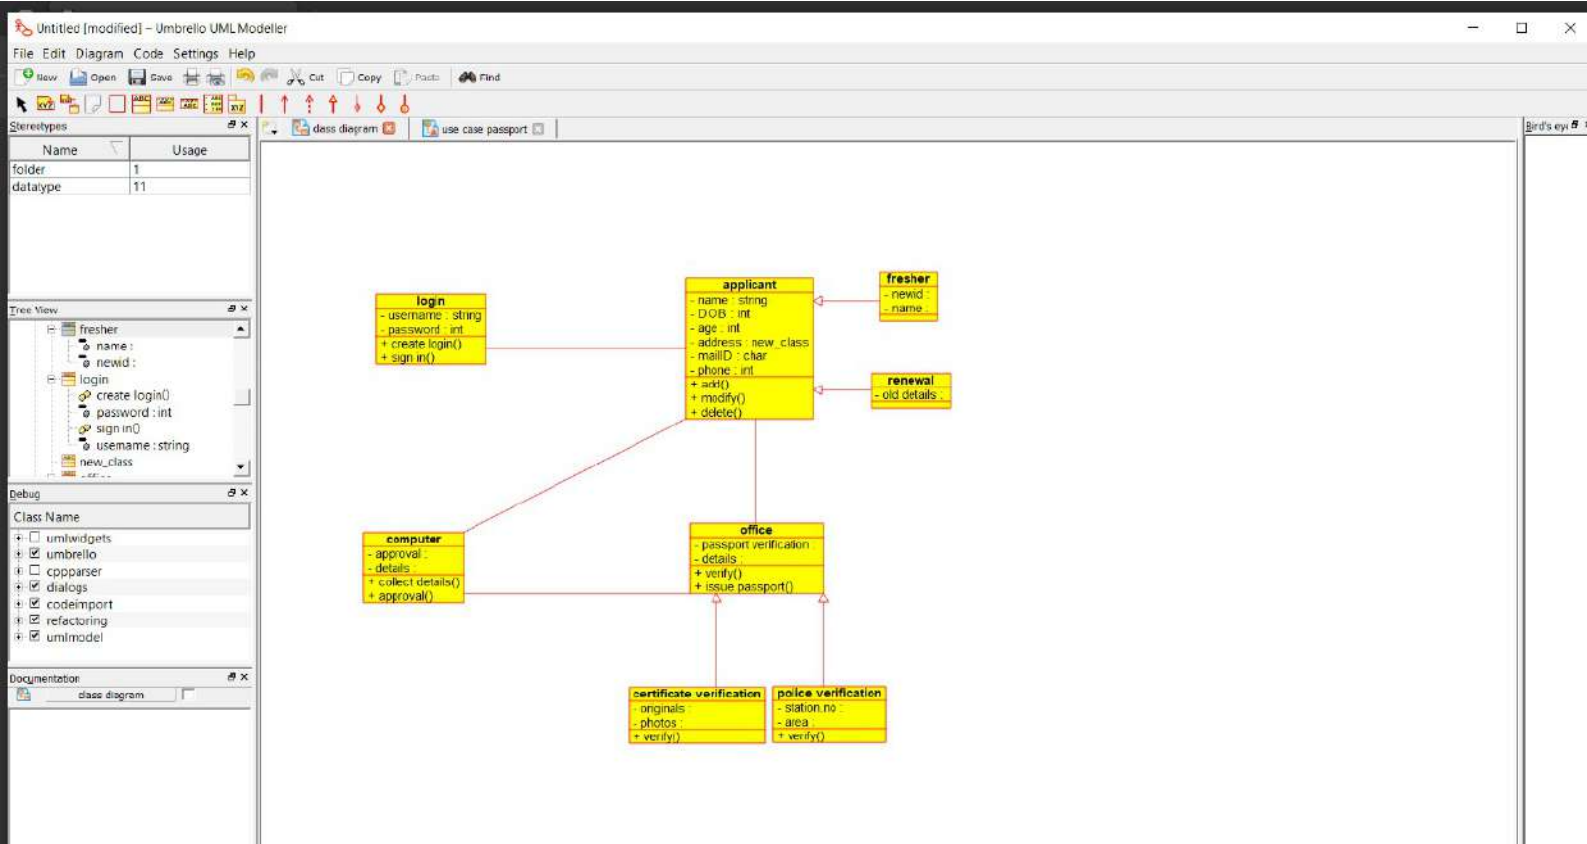 Untitled [modified] – Umbrello UML Modeller
File Edit Diagram Code Settings Help
New Open Save Cut Copy Paste Find
Stereotypes
class diagram use case passport
Name Usage
folder 1
datatype 11
Tree View
fresher
name :
newid :
login
create login()
password : int
sign in()
username : string
new_class
Debug
Class Name
umlwidgets
umbrello
cppparser
dialogs
codeimport
refactoring
umlmodel
Documentation
class diagram
Bird's eye
login
- username : string
- password : int
+ create login()
+ sign in()
applicant
- name : string
- DOB : int
- age : int
- address : new_class
- mailID : char
- phone : int
+ add()
+ modify()
+ delete()
fresher
- newid :
- name :
renewal
- old details :
computer
- approval :
- details :
+ collect details()
+ approval()
office
- passport verification :
- details :
+ verify()
+ issue passport()
certificate verification
- originals :
- photos :
+ verify()
police verification
- station.no :
- area :
+ verify()